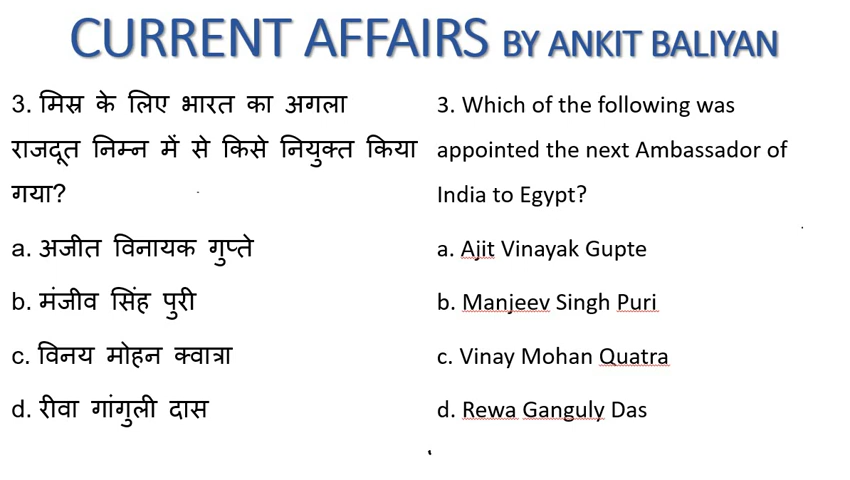 CURRENT AFFAIRS BY ANKIT BALIYAN
3. मिस्र के लिए भारत का अगला
राजदूत निम्न में से किसे नियुक्त किया
गया?
a. अजीत विनायक गुप्ते
b. मंजीव सिंह पुरी
c. विनय मोहन क्वात्रा
d. रीवा गांगुली दास
3. Which of the following was
appointed the next Ambassador of
India to Egypt?
a. Ajit Vinayak Gupte
b. Manjeev Singh Puri
c. Vinay Mohan Quatra
d. Rewa Ganguly Das